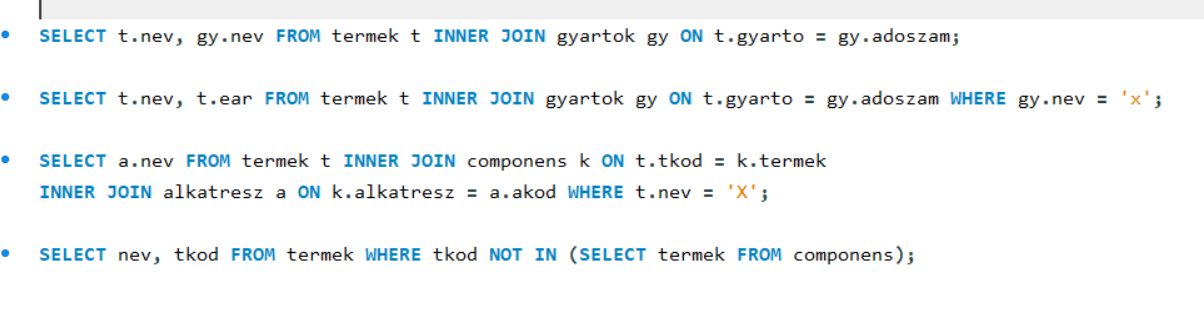 SELECT t.nev, gy.nev FROM termek t INNER JOIN gyartok gy ON t.gyarto = gy.adoszam;
SELECT t.nev, t.ear FROM termek t INNER JOIN gyartok gy ON t.gyarto = gy.adoszam WHERE gy.nev = 'x';
SELECT a.nev FROM termek t INNER JOIN componens k ON t.tkod = k.termek
INNER JOIN alkatresz a ON k.alkatresz = a.akod WHERE t.nev = 'X';
SELECT nev, tkod FROM termek WHERE tkod NOT IN (SELECT termek FROM componens);